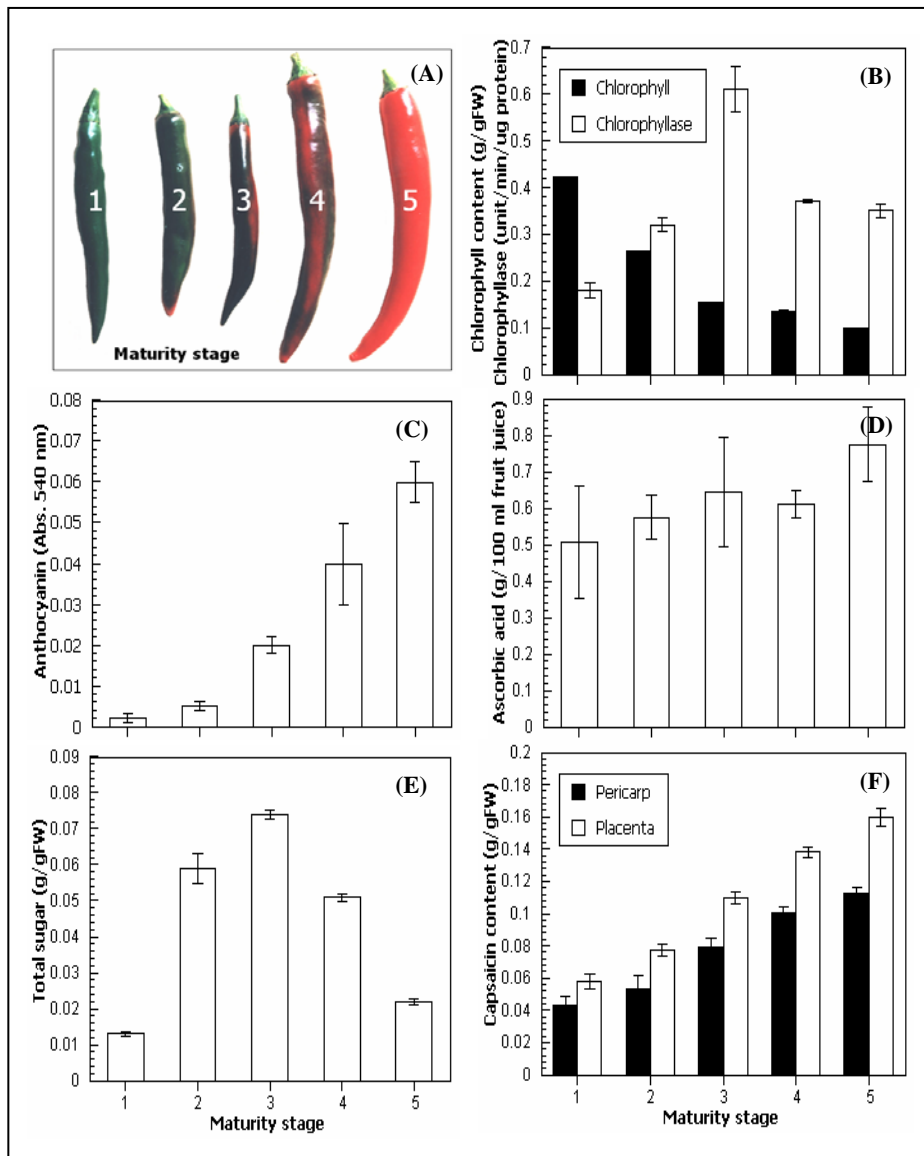 (A)
1 2 3 4 5
Maturity stage
(B)
Chlorophyll
Chlorophyllase
Chlorophyll content (g/gFW)
Chlorophyllase (unit/min/ug protein)
0.7
0.6
0.5
0.4
0.3
0.2
0.1
0
(C)
Anthocyanin (Abs. 540 nm)
0.08
0.07
0.06
0.05
0.04
0.03
0.02
0.01
0
(D)
Ascorbic acid (g/100 ml fruit juice)
0.9
0.8
0.7
0.6
0.5
0.4
0.3
0.2
0.1
0
(E)
Total sugar (g/gFW)
0.09
0.08
0.07
0.06
0.05
0.04
0.03
0.02
0.01
0
1 2 3 4 5
Maturity stage
(F)
Pericarp
Placenta
Capsaicin content (g/gFW)
0.2
0.18
0.16
0.14
0.12
0.1
0.08
0.06
0.04
0.02
0
1 2 3 4 5
Maturity stage